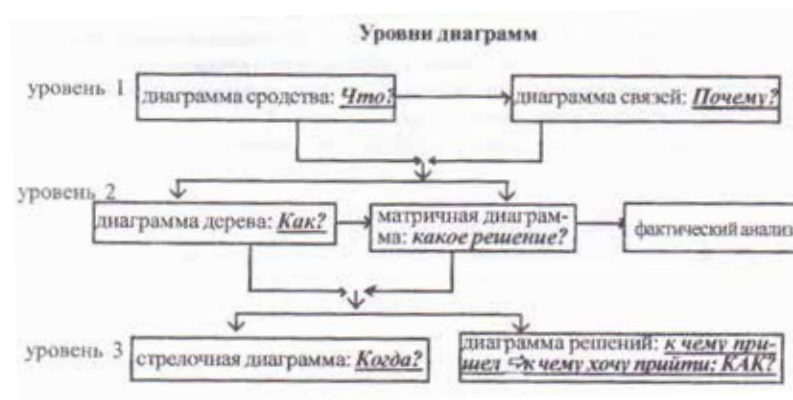 Уровни диаграмм
уровень 1
диаграмма сродства: Что?
диаграмма связей: Почему?
уровень 2
диаграмма дерева: Как?
матричная диаграм-
ма: какое решение?
фактический анализ
уровень 3
стрелочная диаграмма: Когда?
диаграмма решений: к чему при-
шел ⇨к чему хочу прийти: КАК?